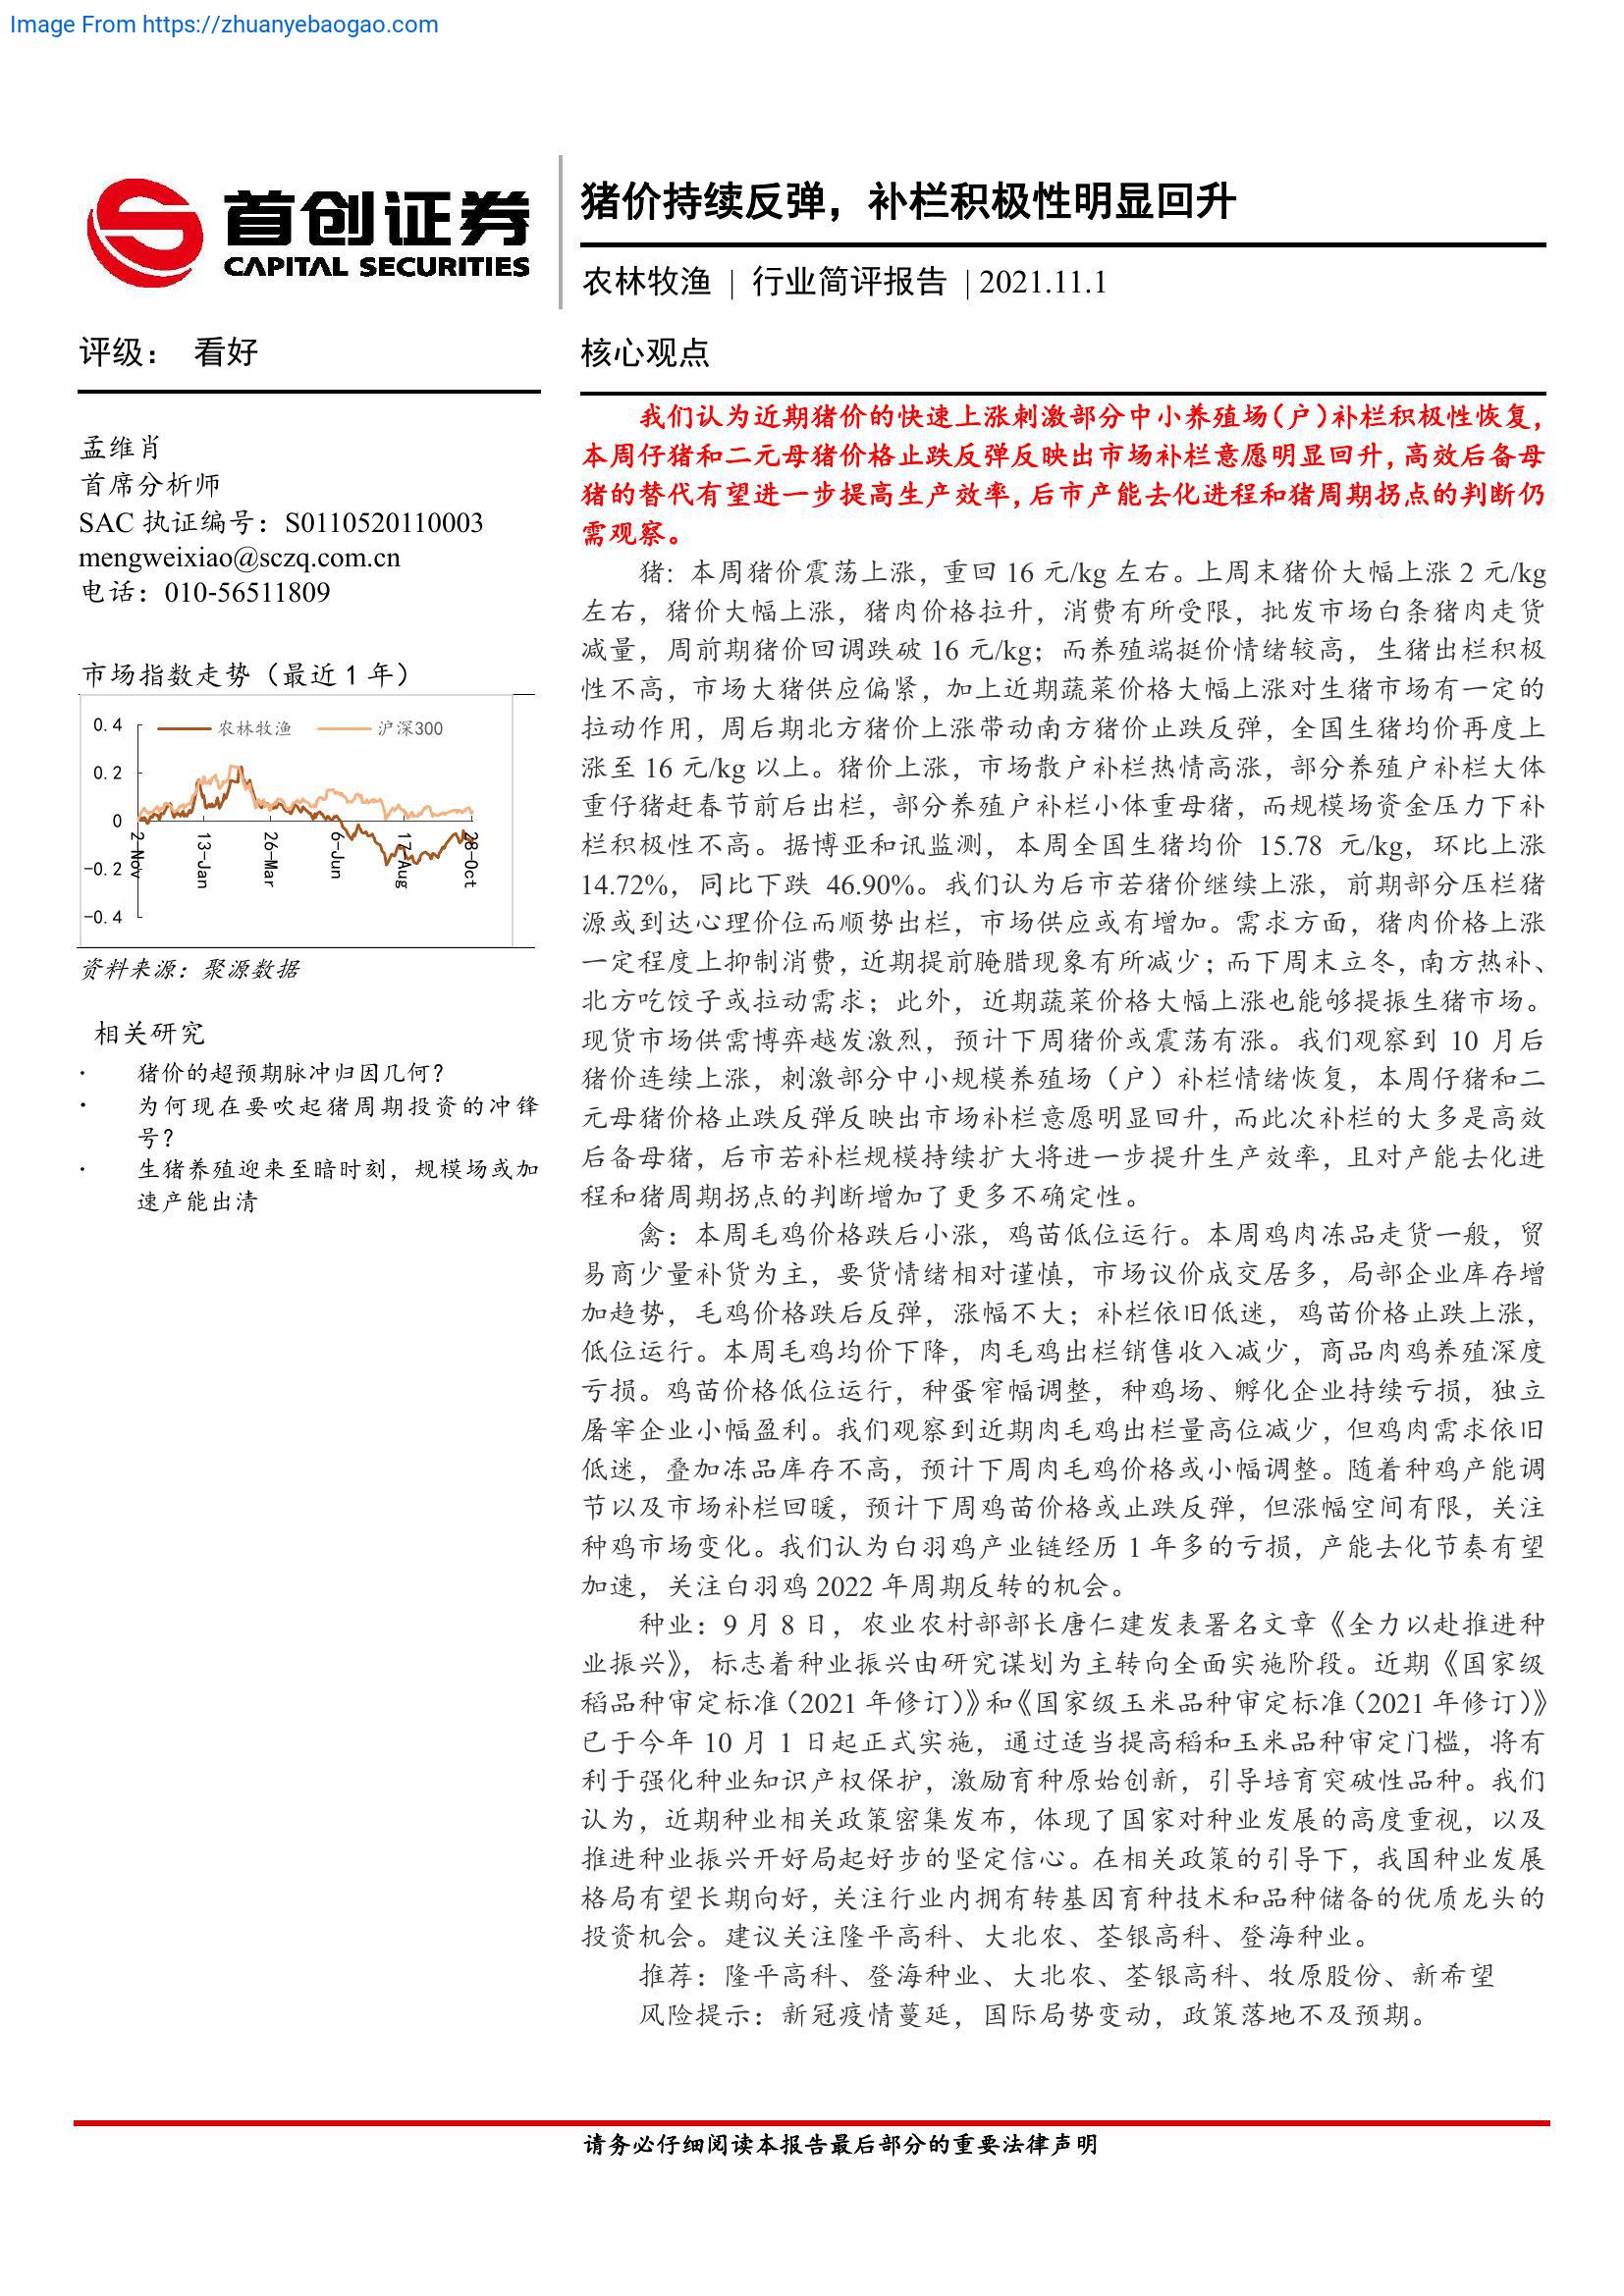 Image From https://zhuanyebaogao.com
首创证券
CAPITAL SECURITIES
猪价持续反弹，补栏积极性明显回升
农林牧渔 | 行业简评报告 | 2021.11.1
评级： 看好
孟维肖
首席分析师
SAC 执证编号：S0110520110003
mengweixiao@sczq.com.cn
电话：010-56511809
市场指数走势（最近 1 年）
农林牧渔 沪深300
0.4
0.2
0
-0.2
-0.4
2-Nov 13-Jan 26-Mar 6-Jun 17-Aug 28-Oct
资料来源：聚源数据
相关研究
· 猪价的超预期脉冲归因几何？
· 为何现在要吹起猪周期投资的冲锋
号？
· 生猪养殖迎来至暗时刻，规模场或加
速产能出清
核心观点
我们认为近期猪价的快速上涨刺激部分中小养殖场（户）补栏积极性恢复，
本周仔猪和二元母猪价格止跌反弹反映出市场补栏意愿明显回升，高效后备母
猪的替代有望进一步提高生产效率，后市产能去化进程和猪周期拐点的判断仍
需观察。
猪：本周猪价震荡上涨，重回 16 元/kg 左右。上周末猪价大幅上涨 2 元/kg
左右，猪价大幅上涨，猪肉价格拉升，消费有所受限，批发市场白条猪肉走货
减量，周前期猪价回调跌破 16 元/kg；而养殖端挺价情绪较高，生猪出栏积极
性不高，市场大猪供应偏紧，加上近期蔬菜价格大幅上涨对生猪市场有一定的
拉动作用，周后期北方猪价上涨带动南方猪价止跌反弹，全国生猪均价再度上
涨至 16 元/kg 以上。猪价上涨，市场散户补栏热情高涨，部分养殖户补栏大体
重仔猪赶春节前后出栏，部分养殖户补栏小体重母猪，而规模场资金压力下补
栏积极性不高。据博亚和讯监测，本周全国生猪均价 15.78 元/kg，环比上涨
14.72%，同比下跌 46.90%。我们认为后市若猪价继续上涨，前期部分压栏猪
源或到达心理价位而顺势出栏，市场供应或有增加。需求方面，猪肉价格上涨
一定程度上抑制消费，近期提前腌腊现象有所减少；而下周末立冬，南方热补、
北方吃饺子或拉动需求；此外，近期蔬菜价格大幅上涨也能够提振生猪市场。
现货市场供需博弈越发激烈，预计下周猪价或震荡有涨。我们观察到 10 月后
猪价连续上涨，刺激部分中小规模养殖场（户）补栏情绪恢复，本周仔猪和二
元母猪价格止跌反弹反映出市场补栏意愿明显回升，而此次补栏的大多是高效
后备母猪，后市若补栏规模持续扩大将进一步提升生产效率，且对产能去化进
程和猪周期拐点的判断增加了更多不确定性。
禽：本周毛鸡价格跌后小涨，鸡苗低位运行。本周鸡肉冻品走货一般，贸
易商少量补货为主，要货情绪相对谨慎，市场议价成交居多，局部企业库存增
加趋势，毛鸡价格跌后反弹，涨幅不大；补栏依旧低迷，鸡苗价格止跌上涨，
低位运行。本周毛鸡均价下降，肉毛鸡出栏销售收入减少，商品肉鸡养殖深度
亏损。鸡苗价格低位运行，种蛋窄幅调整，种鸡场、孵化企业持续亏损，独立
屠宰企业小幅盈利。我们观察到近期肉毛鸡出栏量高位减少，但鸡肉需求依旧
低迷，叠加冻品库存不高，预计下周肉毛鸡价格或小幅调整。随着种鸡产能调
节以及市场补栏回暖，预计下周鸡苗价格或止跌反弹，但涨幅空间有限，关注
种鸡市场变化。我们认为白羽鸡产业链经历 1 年多的亏损，产能去化节奏有望
加速，关注白羽鸡 2022 年周期反转的机会。
种业：9 月 8 日，农业农村部部长唐仁建发表署名文章《全力以赴推进种
业振兴》，标志着种业振兴由研究谋划为主转向全面实施阶段。近期《国家级
稻品种审定标准（2021 年修订）》和《国家级玉米品种审定标准（2021 年修订）》
已于今年 10 月 1 日起正式实施，通过适当提高稻和玉米品种审定门槛，将有
利于强化种业知识产权保护，激励育种原始创新，引导培育突破性品种。我们
认为，近期种业相关政策密集发布，体现了国家对种业发展的高度重视，以及
推进种业振兴开好局起好步的坚定信心。在相关政策的引导下，我国种业发展
格局有望长期向好，关注行业内拥有转基因育种技术和品种储备的优质龙头的
投资机会。建议关注隆平高科、大北农、荃银高科、登海种业。
推荐：隆平高科、登海种业、大北农、荃银高科、牧原股份、新希望
风险提示：新冠疫情蔓延，国际局势变动，政策落地不及预期。
请务必仔细阅读本报告最后部分的重要法律声明